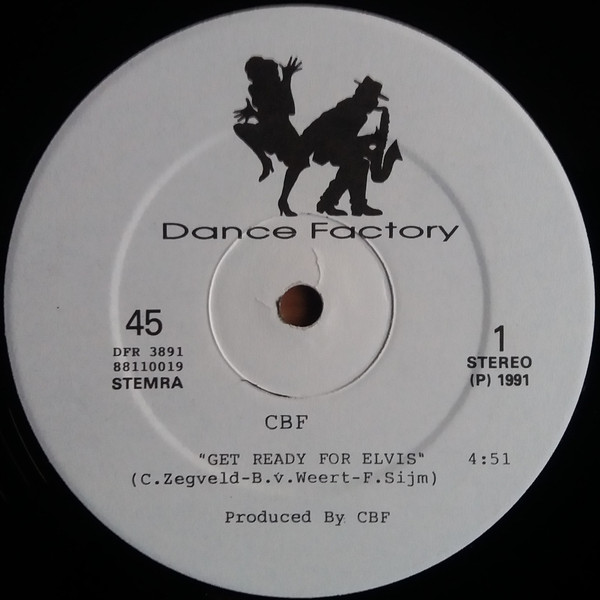 Dance Factory
45
DFR 3891
88110019
STEMRA
1
STEREO
(P) 1991
CBF
"GET READY FOR ELVIS" 4:51
(C.Zegveld-B.v.Weert-F.Sijm)
Produced By CBF